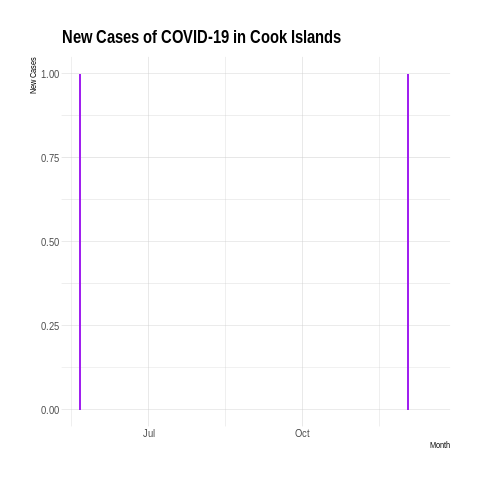 New Cases of COVID-19 in Cook Islands
New Cases
1.00
0.75
0.50
0.25
0.00
Jul
Oct
Month